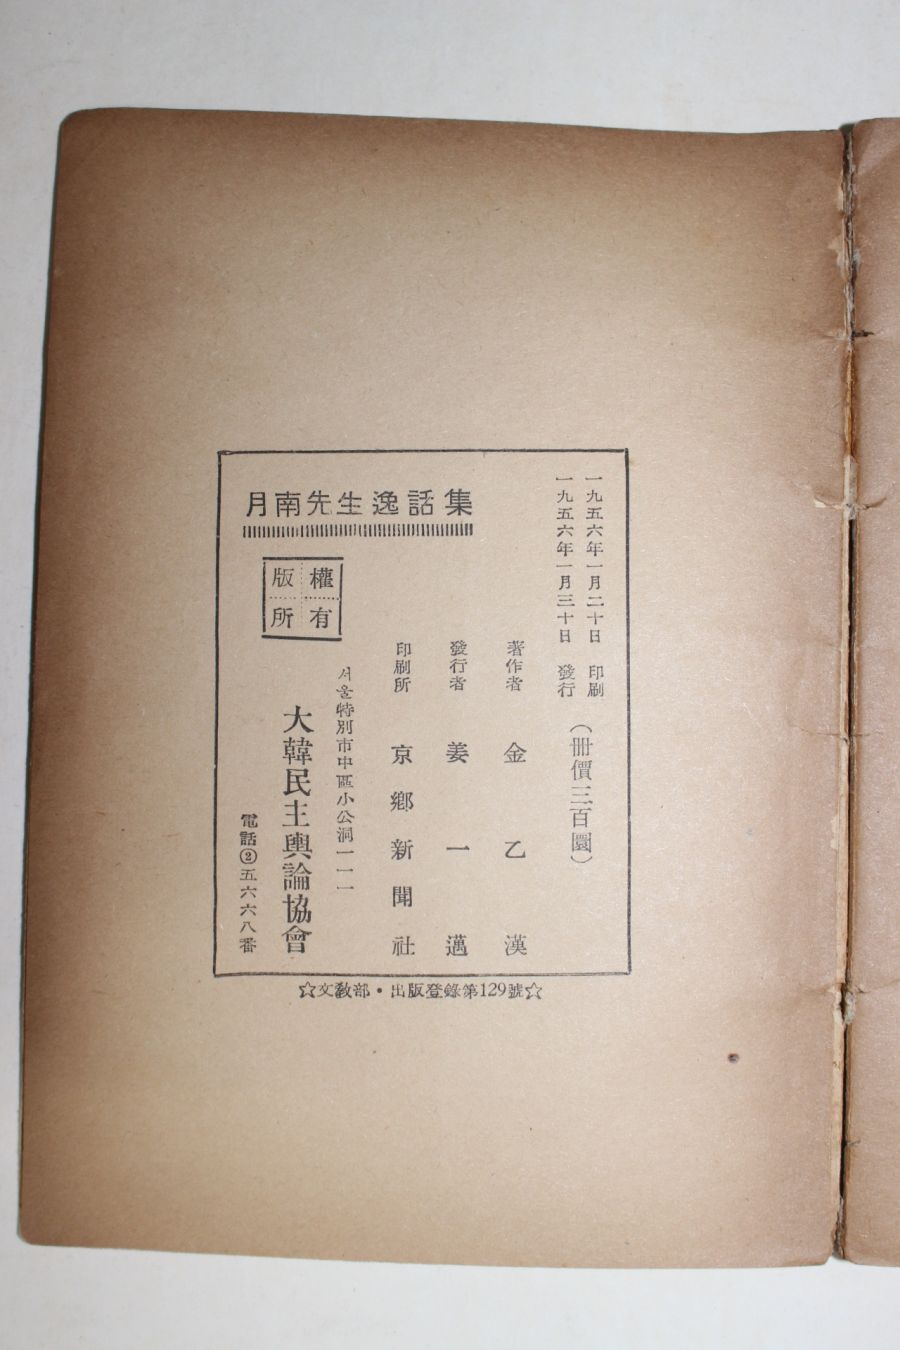 月南先生逸話集
一九五六年一月二十日 印刷
一九五六年一月三十日 發行
（冊價三百圜）
著作者 金乙漢
發行者 姜一邁
印刷所 京鄕新聞社
서울特別市中區小公洞一一一
大韓民主輿論協會
電話②五六六八番
版權
所有
☆文敎部・出版登錄第129號☆